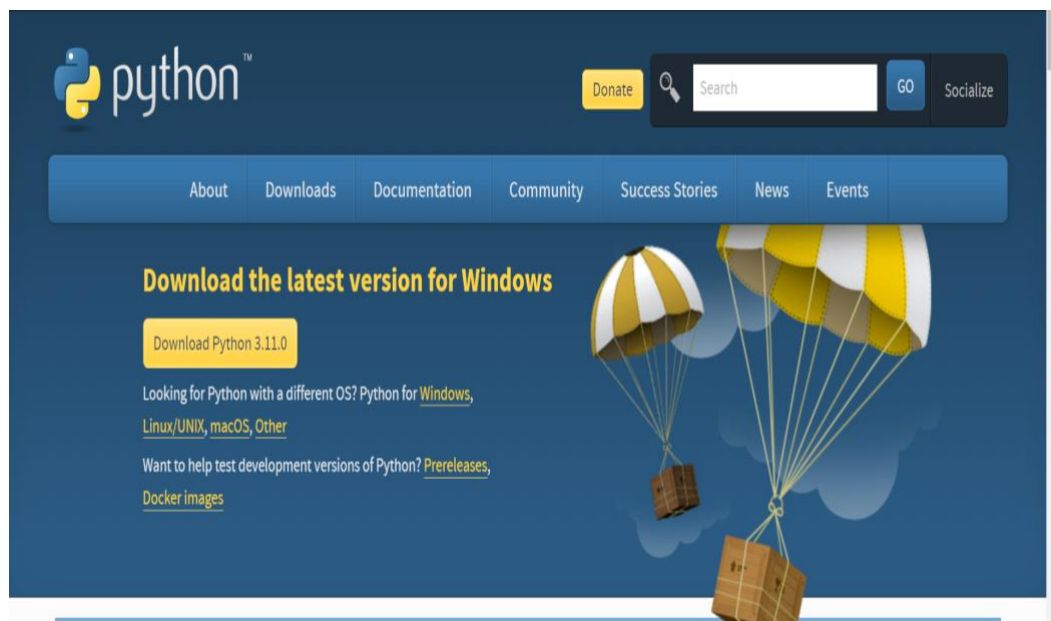 python™
Donate
Search
GO
Socialize
About
Downloads
Documentation
Community
Success Stories
News
Events
Download the latest version for Windows
Download Python 3.11.0
Looking for Python with a different OS? Python for Windows,
Linux/UNIX, macOS, Other
Want to help test development versions of Python? Prereleases,
Docker images